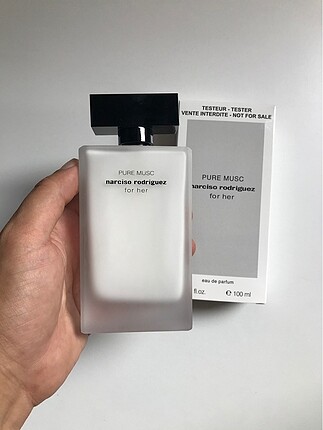 TESTEUR - TESTER
VENTE INTERDITE - NOT FOR SALE
PURE MUSC
narciso rodriguez
for her
PURE MUSC
narciso rodriguez
for her
eau de parfum
fl.oz. ℮ 100 ml